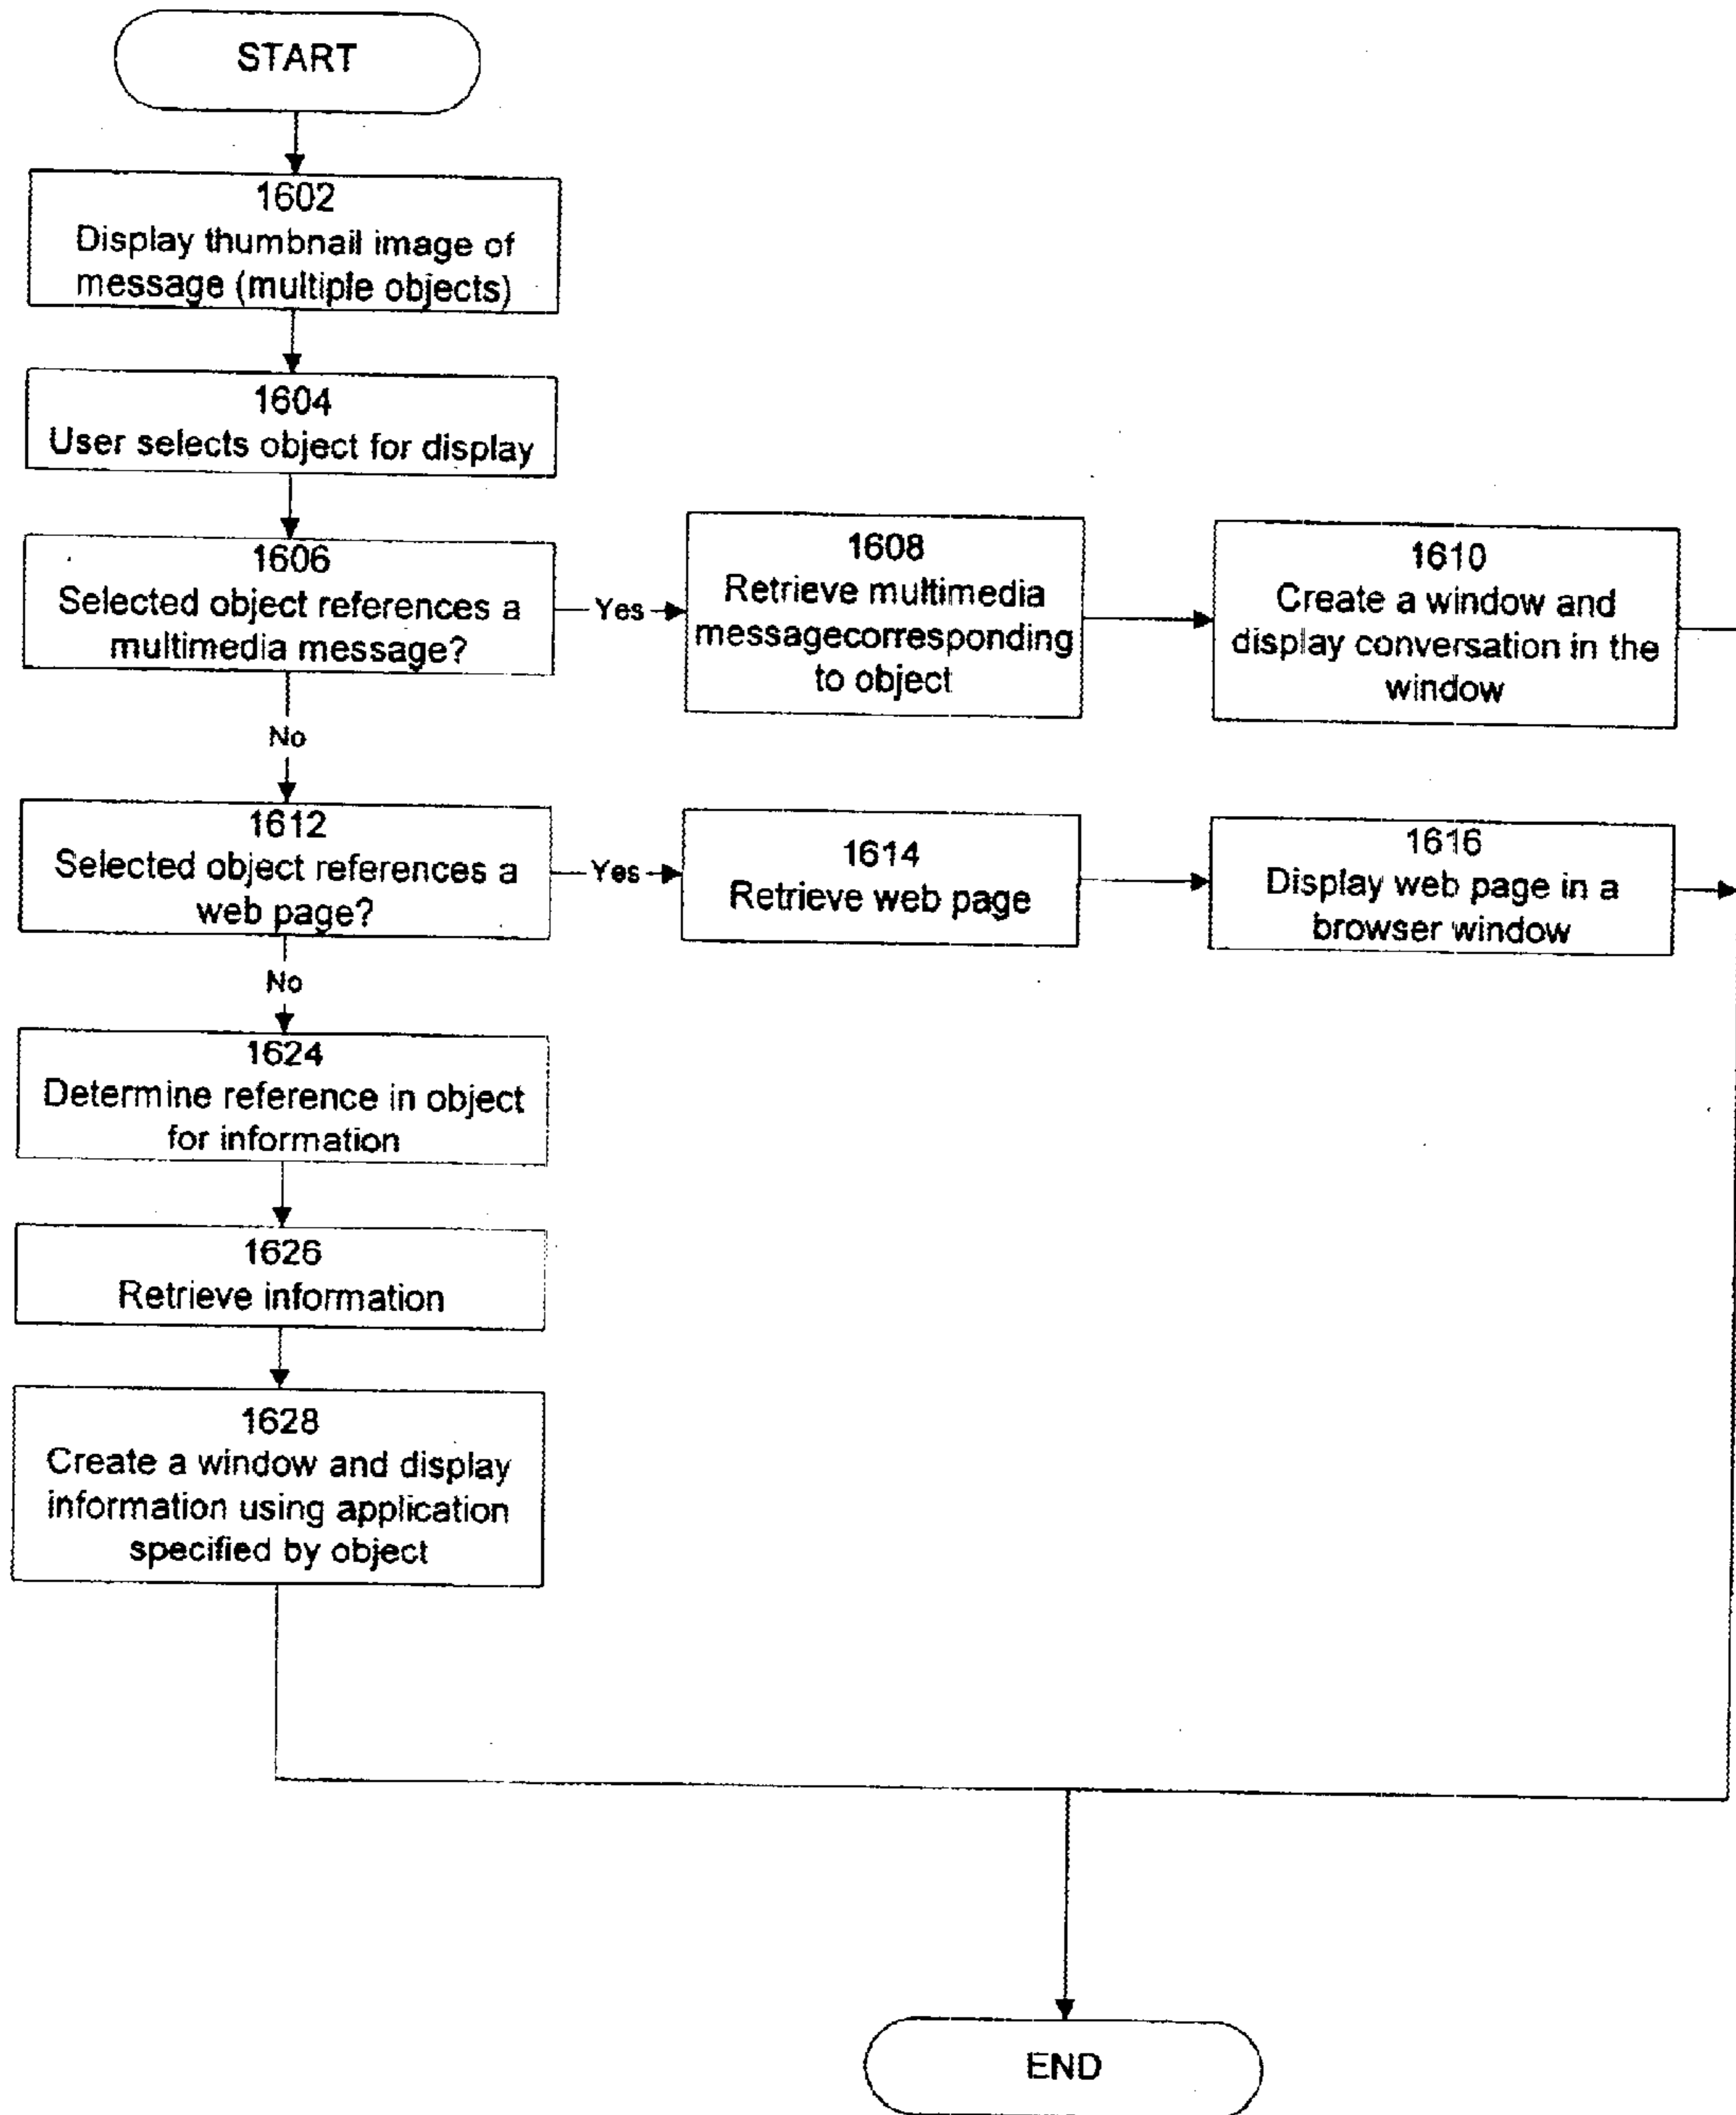 START
1602
Display thumbnail image of
message (multiple objects)
1604
User selects object for display
1606
Selected object references a
multimedia message?
Yes
1608
Retrieve multimedia
messagecorresponding
to object
1610
Create a window and
display conversation in the
window
No
1612
Selected object references a
web page?
Yes
1614
Retrieve web page
1616
Display web page in a
browser window
No
1624
Determine reference in object
for information
1626
Retrieve information
1628
Create a window and display
information using application
specified by object
END